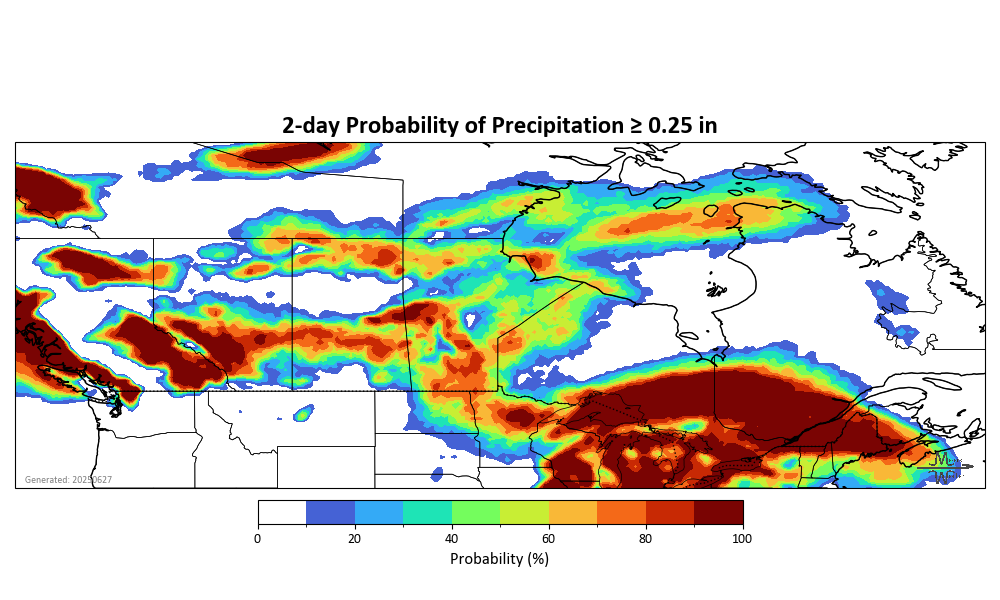 2-day Probability of Precipitation ≥ 0.25 in
Generated: 20250627
0 20 40 60 80 100
Probability (%)